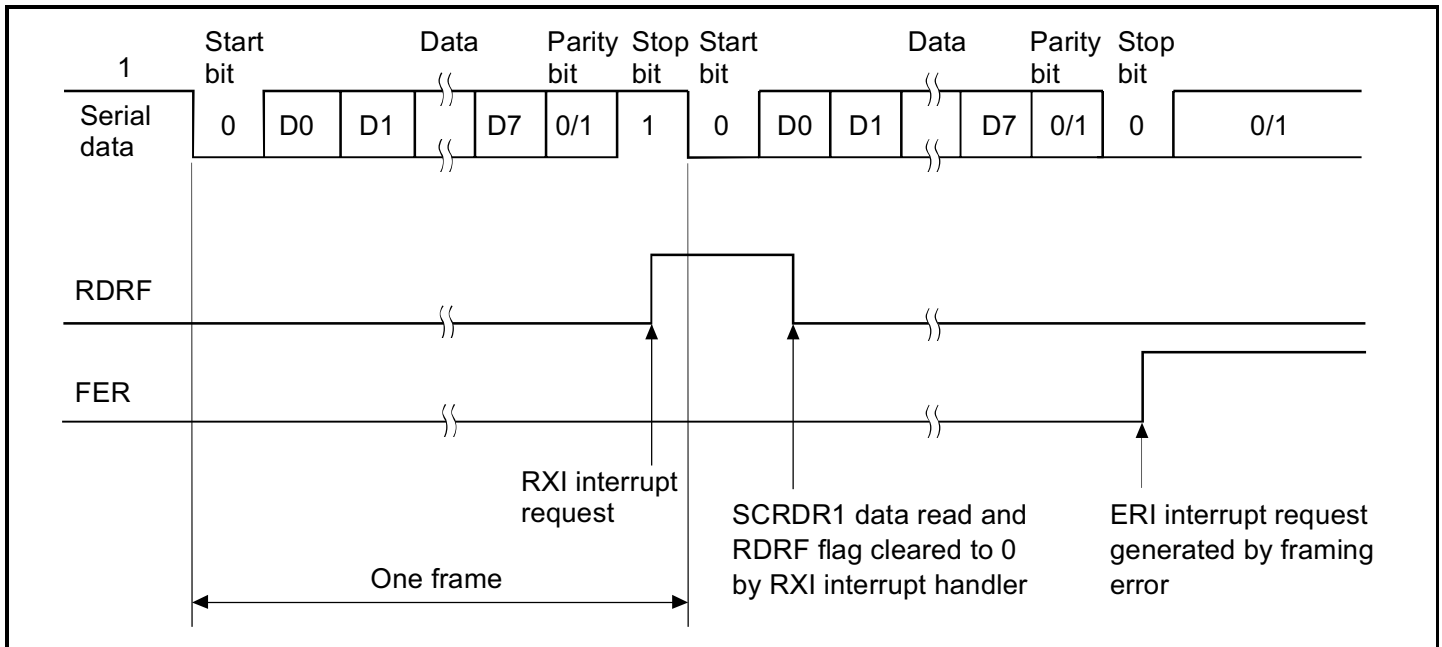 Start bit Data Parity bit Stop bit Start bit Data Parity bit Stop bit
1
Serial data 0 D0 D1 D7 0/1 1 0 D0 D1 D7 0/1 0 0/1
RDRF
FER
RXI interrupt
request
SCRDR1 data read and
RDRF flag cleared to 0
by RXI interrupt handler
ERI interrupt request
generated by framing
error
One frame